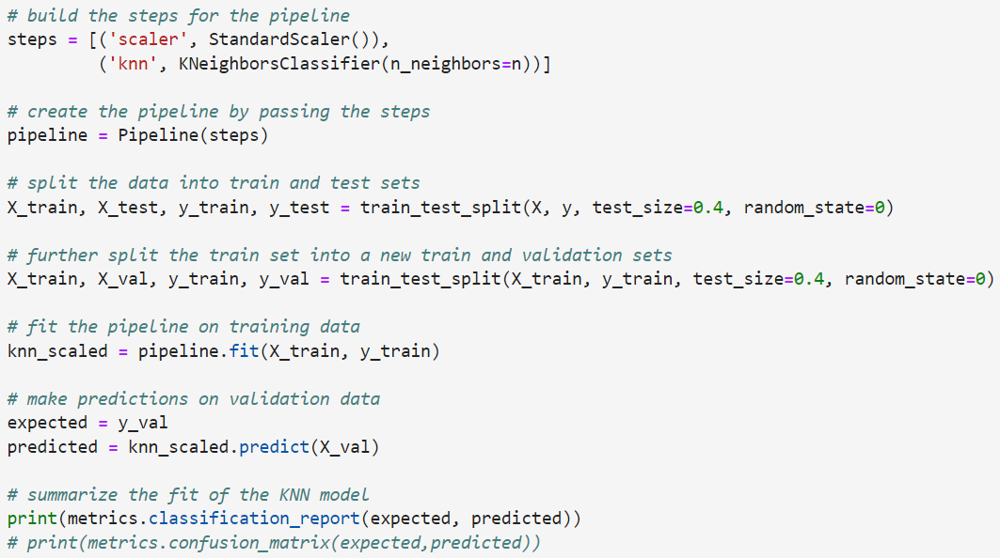 # build the steps for the pipeline
steps = [('scaler', StandardScaler()),
         ('knn', KNeighborsClassifier(n_neighbors=n))]

# create the pipeline by passing the steps
pipeline = Pipeline(steps)

# split the data into train and test sets
X_train, X_test, y_train, y_test = train_test_split(X, y, test_size=0.4, random_state=0)

# further split the train set into a new train and validation sets
X_train, X_val, y_train, y_val = train_test_split(X_train, y_train, test_size=0.4, random_state=0)

# fit the pipeline on training data
knn_scaled = pipeline.fit(X_train, y_train)

# make predictions on validation data
expected = y_val
predicted = knn_scaled.predict(X_val)

# summarize the fit of the KNN model
print(metrics.classification_report(expected, predicted))
# print(metrics.confusion_matrix(expected,predicted))